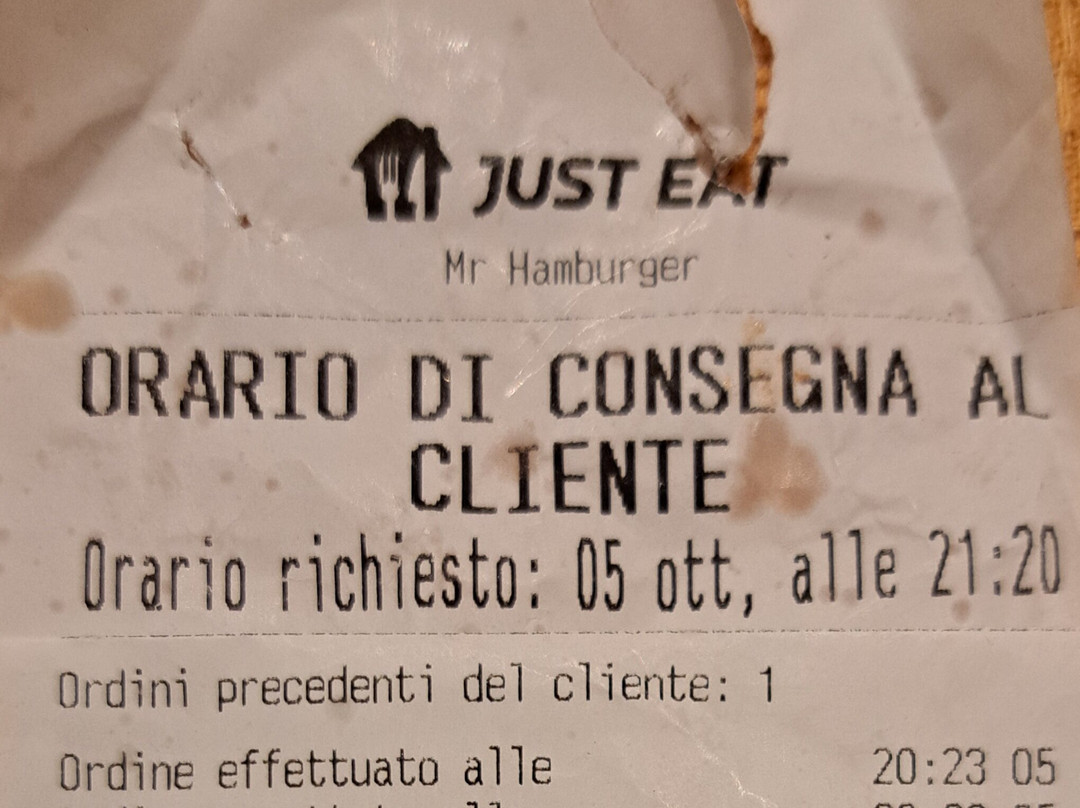 JUST EAT
Mr Hamburger
ORARIO DI CONSEGNA AL
CLIENTE
Orario richiesto: 05 ott, alle 21:20
Ordini precedenti del cliente: 1
Ordine effettuato alle 20:23 05